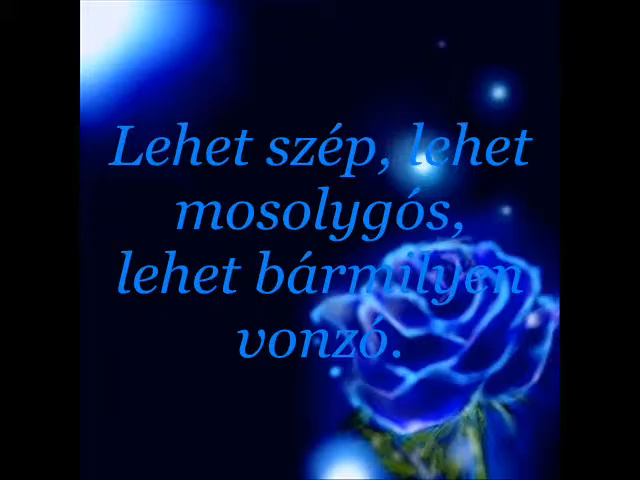 Lehet szép, lehet
mosolygós,
lehet bármilyen
vonzó.